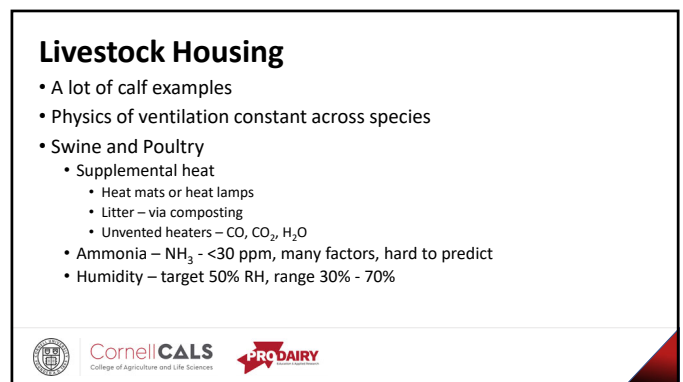 Livestock Housing
• A lot of calf examples
• Physics of ventilation constant across species
• Swine and Poultry
• Supplemental heat
• Heat mats or heat lamps
• Litter – via composting
• Unvented heaters – CO, CO₂, H₂O
• Ammonia – NH₃ - <30 ppm, many factors, hard to predict
• Humidity – target 50% RH, range 30% - 70%
CornellCALS
College of Agriculture and Life Sciences
PRODAIRY